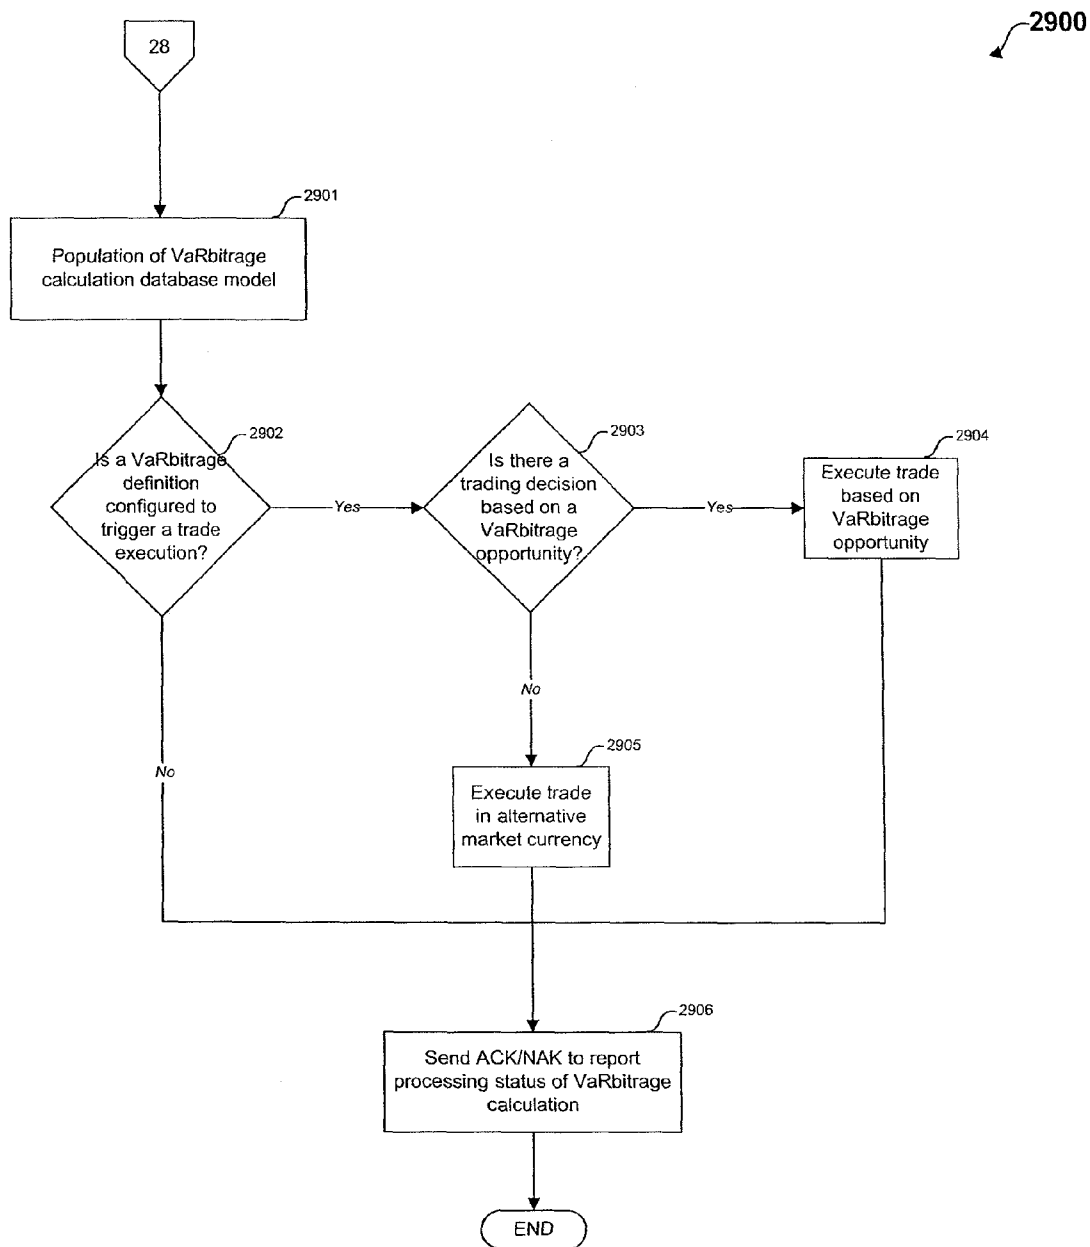 2900
28
2901
Population of VaRbitrage
calculation database model
2902
Is a VaRbitrage
definition
configured to
trigger a trade
execution?
Yes
2903
Is there a
trading decision
based on a
VaRbitrage
opportunity?
Yes
2904
Execute trade
based on
VaRbitrage
opportunity
No
No
2905
Execute trade
in alternative
market currency
2906
Send ACK/NAK to report
processing status of VaRbitrage
calculation
END